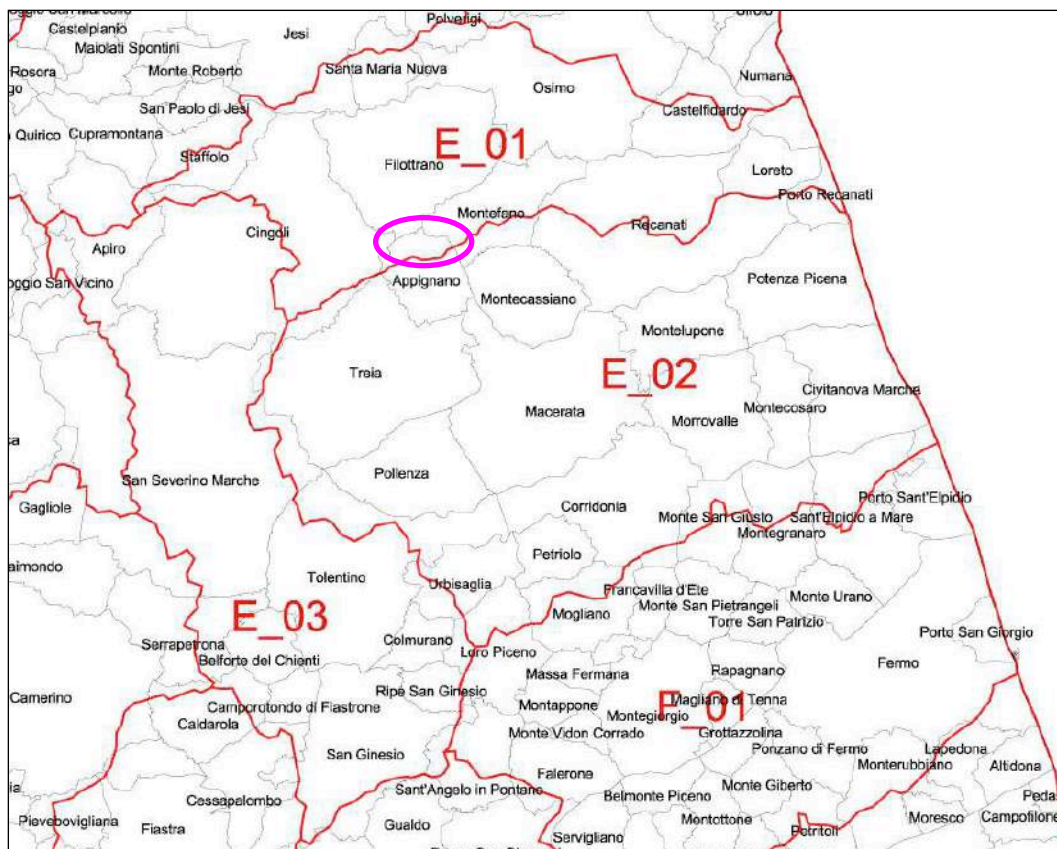 Castelplanio
Jesi
Polverigi
Maiolati Spontini
Rosora
Monte Roberto
Santa Maria Nuova
Osimo
Numana
San Paolo di Jesi
Castelfidardo
Quirico
Cupramontana
E_01
Staffolo
Filottrano
Loreto
Porto Recanati
Montefano
Recanati
Cingoli
Apiro
oggio San Vicino
Appignano
Montecassiano
Potenza Picena
Montelupone
Treia
E_02
Civitanova Marche
Macerata
Morrovalle
Montecosaro
Pollenza
San Severino Marche
Gagliole
Porto Sant'Elpidio
Corridonia
Monte San Giusto
Sant'Elpidio a Mare
Montegranaro
Petriolo
aimondo
Tolentino
Urbisaglia
Francavilla d'Ete
Monte Urano
Mogliano
Monte San Pietrangeli
Torre San Patrizio
E_03
Colmurano
Porto San Giorgio
Serrapetrona
Loro Piceno
Belforte del Chienti
Fermo
Massa Fermana
Rapagnano
Camerino
Ripe San Ginesio
Camporotondo di Fiastrone
Montappone
Magliano di Tenna
F_01
Montegiorgio
Caldarola
Monte Vidon Corrado
Grottazzolina
San Ginesio
Ponzano di Fermo
Lapedona
Monterubbiano
Altidona
Falerone
Sant'Angelo in Pontano
Monte Giberto
Belmonte Piceno
Peda
Cessapalombo
Pievebovigliana
Fiastra
Gualdo
Montottone
Moresco
Campofilone
Servigliano
Petritoli